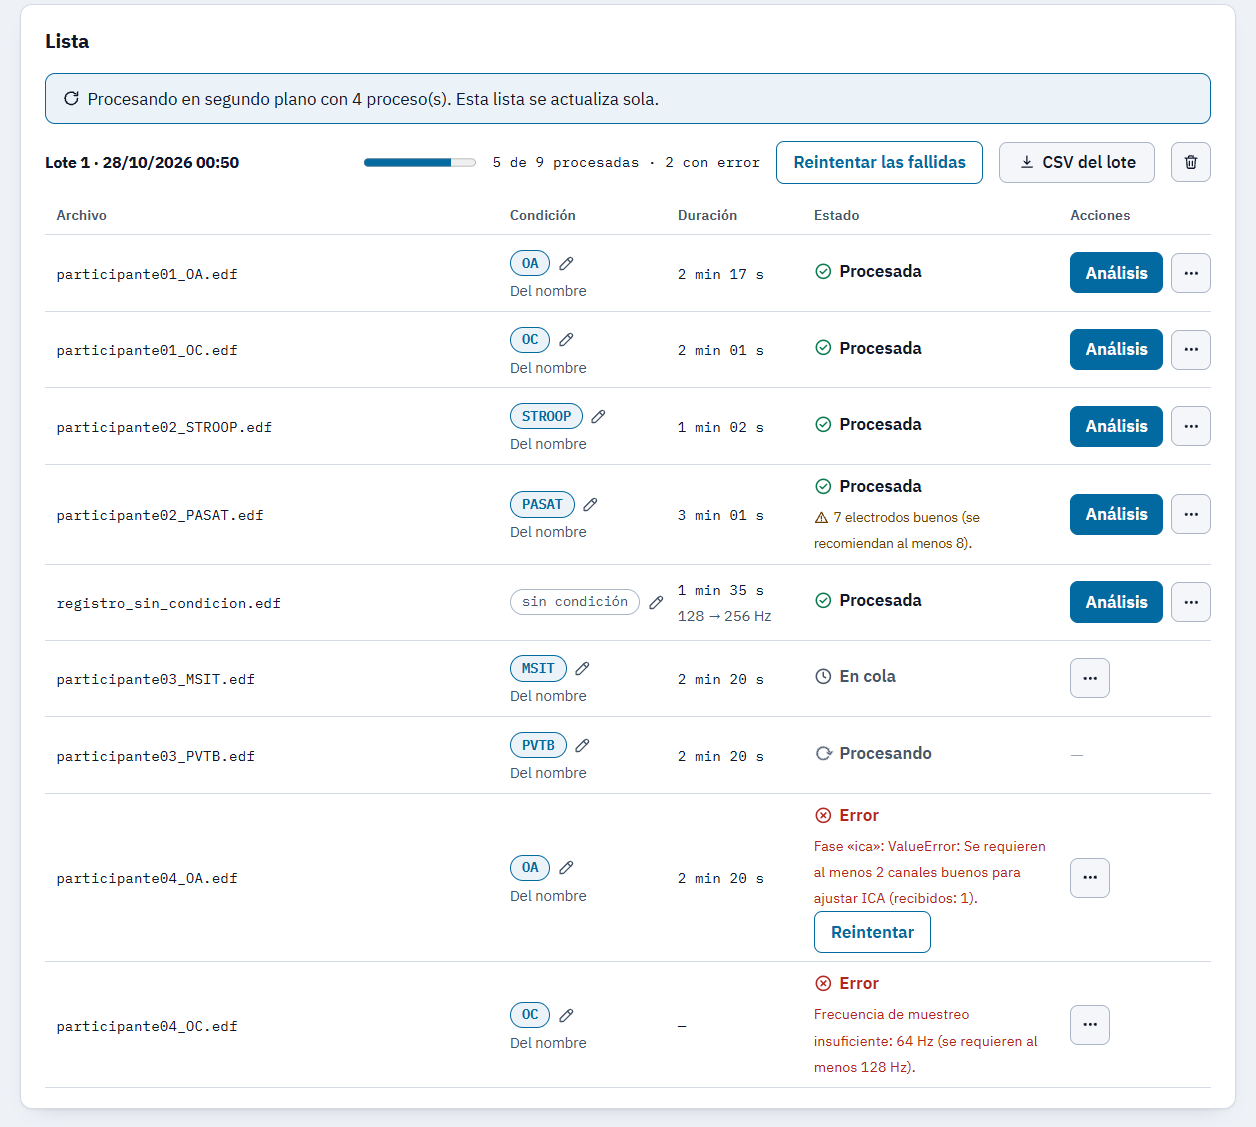 Lista
Procesando en segundo plano con 4 proceso(s). Esta lista se actualiza sola.
Lote 1 · 28/10/2026 00:50 5 de 9 procesadas · 2 con error Reintentar las fallidas CSV del lote
Archivo Condición Duración Estado Acciones
participante01_OA.edf OA Del nombre 2 min 17 s Procesada Análisis ···
participante01_OC.edf OC Del nombre 2 min 01 s Procesada Análisis ···
participante02_STROOP.edf STROOP Del nombre 1 min 02 s Procesada Análisis ···
participante02_PASAT.edf PASAT Del nombre 3 min 01 s Procesada
7 electrodos buenos (se
recomiendan al menos 8).
Análisis ···
registro_sin_condicion.edf sin condición 1 min 35 s
128 → 256 Hz
Procesada Análisis ···
participante03_MSIT.edf MSIT Del nombre 2 min 20 s En cola ···
participante03_PVTB.edf PVTB Del nombre 2 min 20 s Procesando —
participante04_OA.edf OA Del nombre 2 min 20 s Error
Fase «ica»: ValueError: Se requieren
al menos 2 canales buenos para
ajustar ICA (recibidos: 1).
Reintentar
···
participante04_OC.edf OC Del nombre – Error
Frecuencia de muestreo
insuficiente: 64 Hz (se requieren al
menos 128 Hz).
···